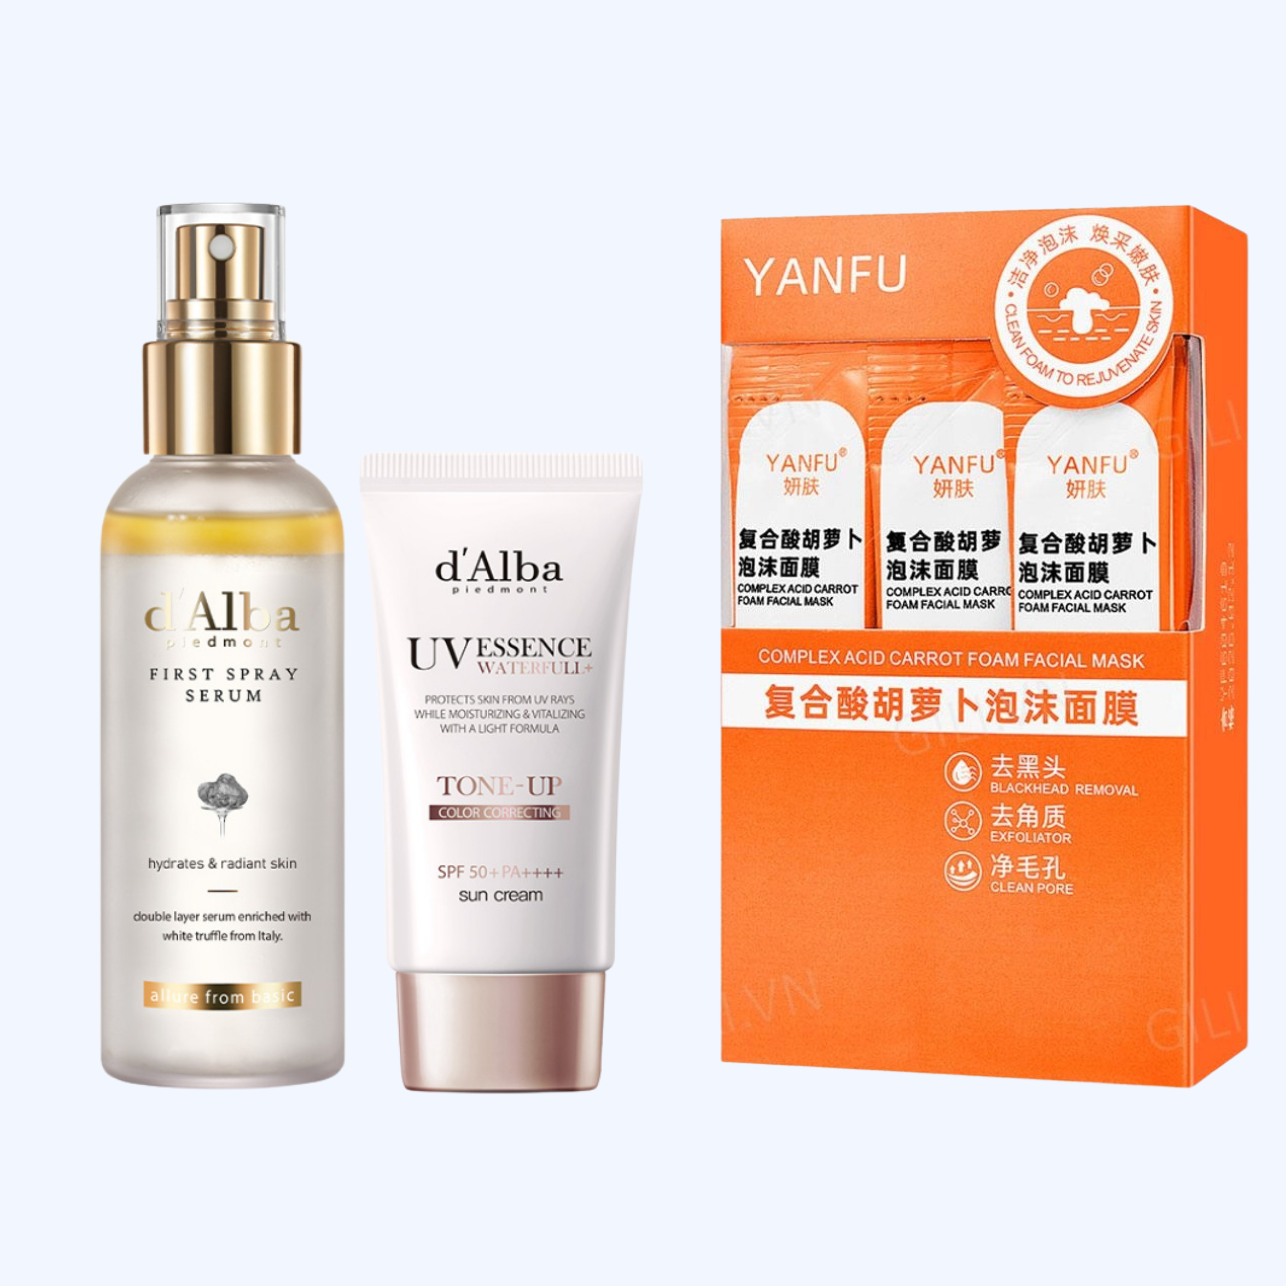 d'Alba
piedmont
FIRST SPRAY
SERUM
hydrates & radiant skin
double layer serum enriched with
white truffle from Italy.
allure from basic
d'Alba
piedmont
UV ESSENCE
WATERFULL+
PROTECTS SKIN FROM UV RAYS
WHILE MOISTURIZING & VITALIZING
WITH A LIGHT FORMULA
TONE-UP
COLOR CORRECTING
SPF 50+PA++++
sun cream
YANFU
洁净泡沫 焕采嫩肤
CLEAN FOAM TO REJUVENATE SKIN
YANFU®
妍肤
复合酸胡萝卜
泡沫面膜
COMPLEX ACID CARROT
FOAM FACIAL MASK
YANFU®
妍肤
复合酸胡萝
泡沫面膜
COMPLEX ACID CARRO
FOAM FACIAL MASK
YANFU®
妍肤
复合酸胡萝卜
泡沫面膜
COMPLEX ACID CARROT
FOAM FACIAL MASK
COMPLEX ACID CARROT FOAM FACIAL MASK
复合酸胡萝卜泡沫面膜
去黑头
BLACKHEAD REMOVAL
去角质
EXFOLIATOR
净毛孔
CLEAN PORE
GILI
I.VN
GILI